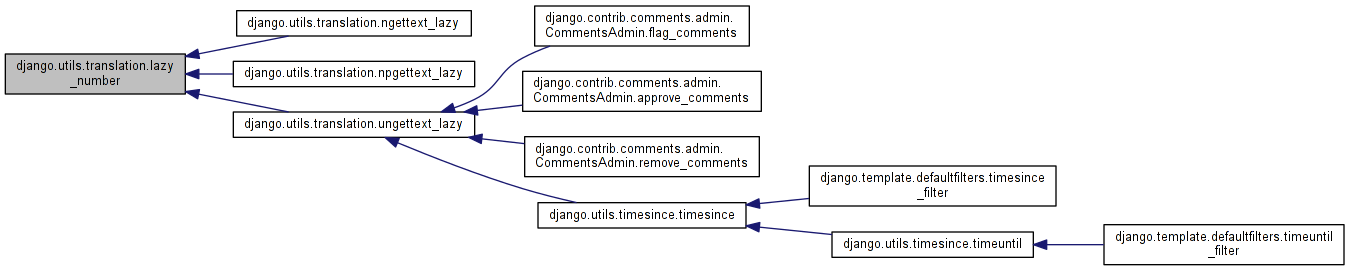 django.utils.translation.lazy
_number
django.utils.translation.ngettext_lazy
django.utils.translation.npgettext_lazy
django.utils.translation.ungettext_lazy
django.contrib.comments.admin.
CommentsAdmin.flag_comments
django.contrib.comments.admin.
CommentsAdmin.approve_comments
django.contrib.comments.admin.
CommentsAdmin.remove_comments
django.utils.timesince.timesince
django.template.defaultfilters.timesince
_filter
django.utils.timesince.timeuntil
django.template.defaultfilters.timeuntil
_filter